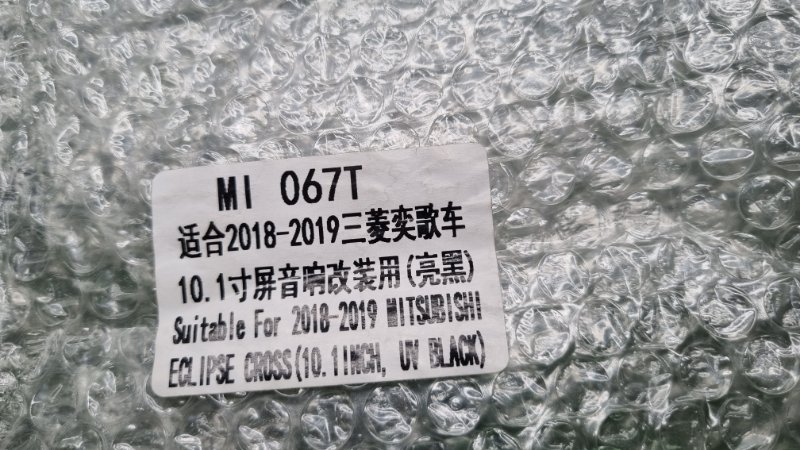 MI 067T
适合2018-2019三菱奕歌车
10.1寸屏音响改装用(亮黑)
Suitable For 2018-2019 MITSUBISHI
ECLIPSE CROSS(10.1INCH, UV BLACK)